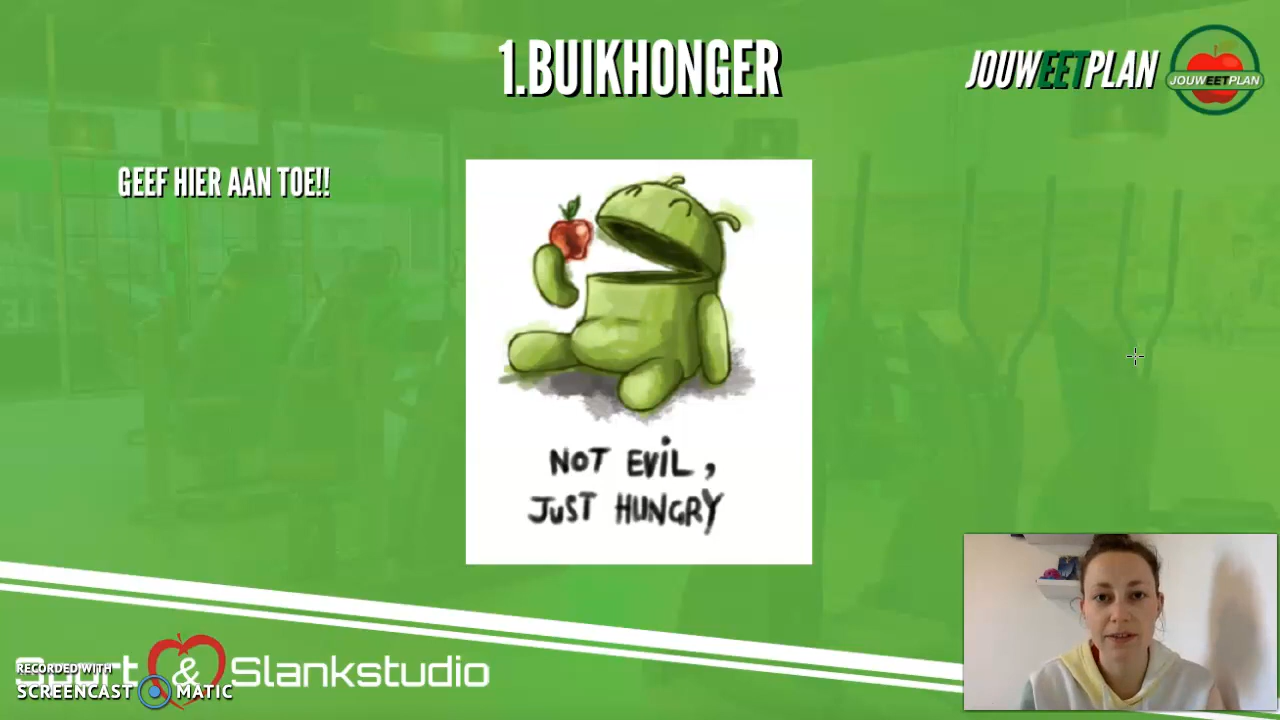 1.BUIKHONGER
JOUWEETPLAN
JOUWEETPLAN
GEEF HIER AAN TOE!!
NOT EVIL,
JUST HUNGRY
Sport & Slankstudio
RECORDED WITH
SCREENCAST MATIC